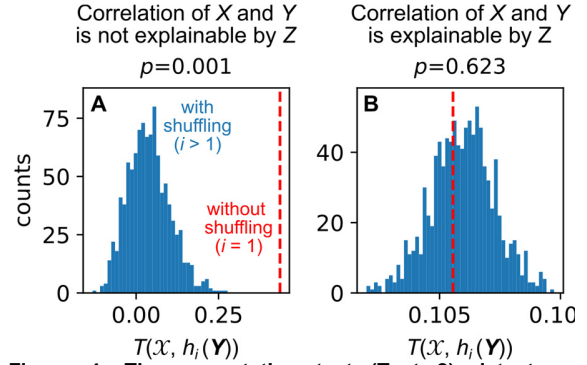 Correlation of X and Y
is not explainable by Z
p=0.001
A
with
shuffling
(i > 1)
without
shuffling
(i = 1)
counts
75
50
25
0
0.00
0.25
T(𝒳, hᵢ(Y))
Correlation of X and Y
is explainable by Z
p=0.623
B
40
20
0
0.105
0.10
T(𝒳, hᵢ(Y))